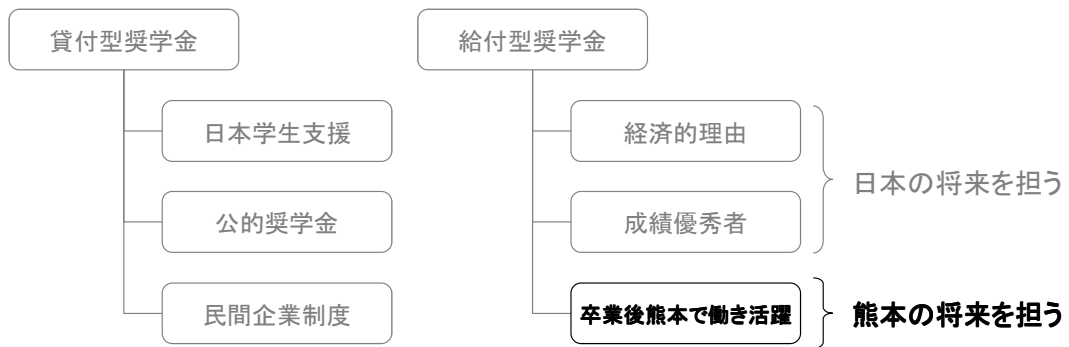 貸付型奨学金
日本学生支援
公的奨学金
民間企業制度
給付型奨学金
経済的理由
成績優秀者
日本の将来を担う
卒業後熊本で働き活躍
熊本の将来を担う